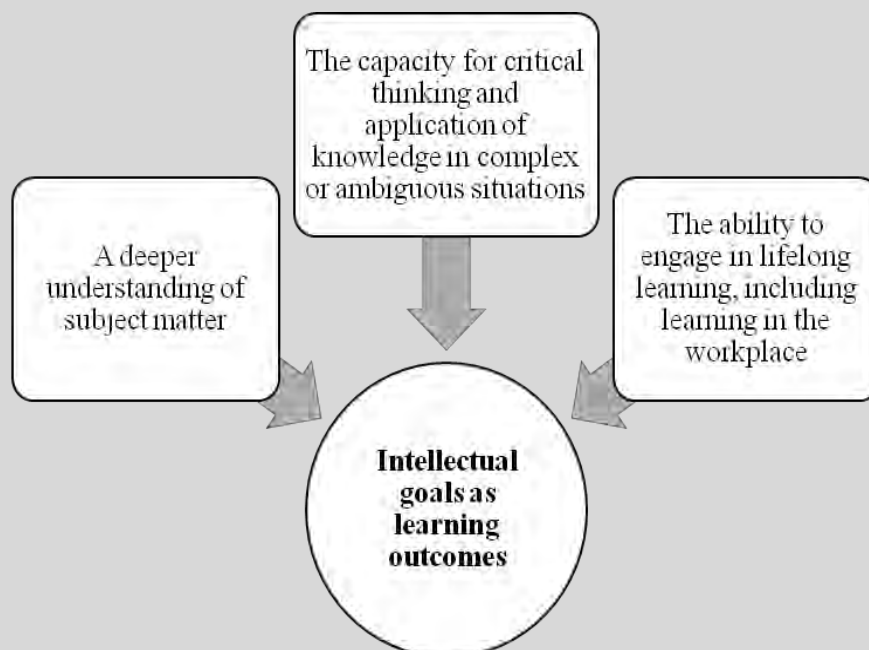 The capacity for critical
thinking and
application of
knowledge in complex
or ambiguous situations
A deeper
understanding of
subject matter
The ability to
engage in lifelong
learning, including
learning in the
workplace
Intellectual
goals as
learning
outcomes